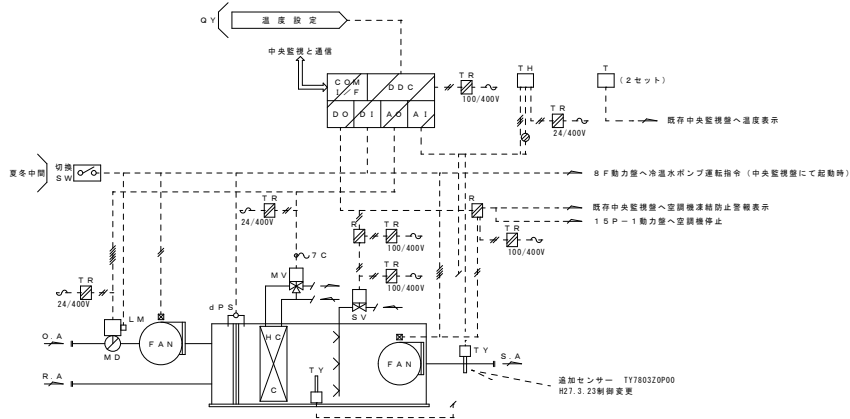 QY 温度設定
中央監視と通信
COM I/F
DDC
DO DI AO AI
TR
100/400V
TH
T (2セット)
TR
24/400V
既存中央監視盤へ温度表示
夏冬中間
切換
SW
8F動力盤へ冷温水ポンプ運転指令(中央監視盤にて起動時)
既存中央監視盤へ空調機凍結防止警報表示
15P-1動力盤へ空調機停止
TR
24/400V
R
R
TR
100/400V
TR
100/400V
7C
MV
TR
100/400V
TR
24/400V
LM
dPS
SV
O.A
MD
FAN
HC
C
TY
FAN
TY
S.A
R.A
追加センサー TY7803Z0P00
H27.3.23制御変更